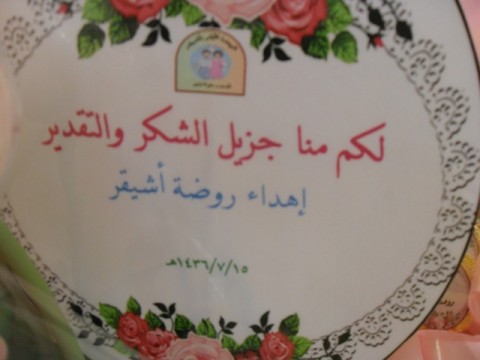 لكم منا جزيل الشكر والتقدير
إهداء روضة أشيقر
١٤٣٦/٧/١٥هـ